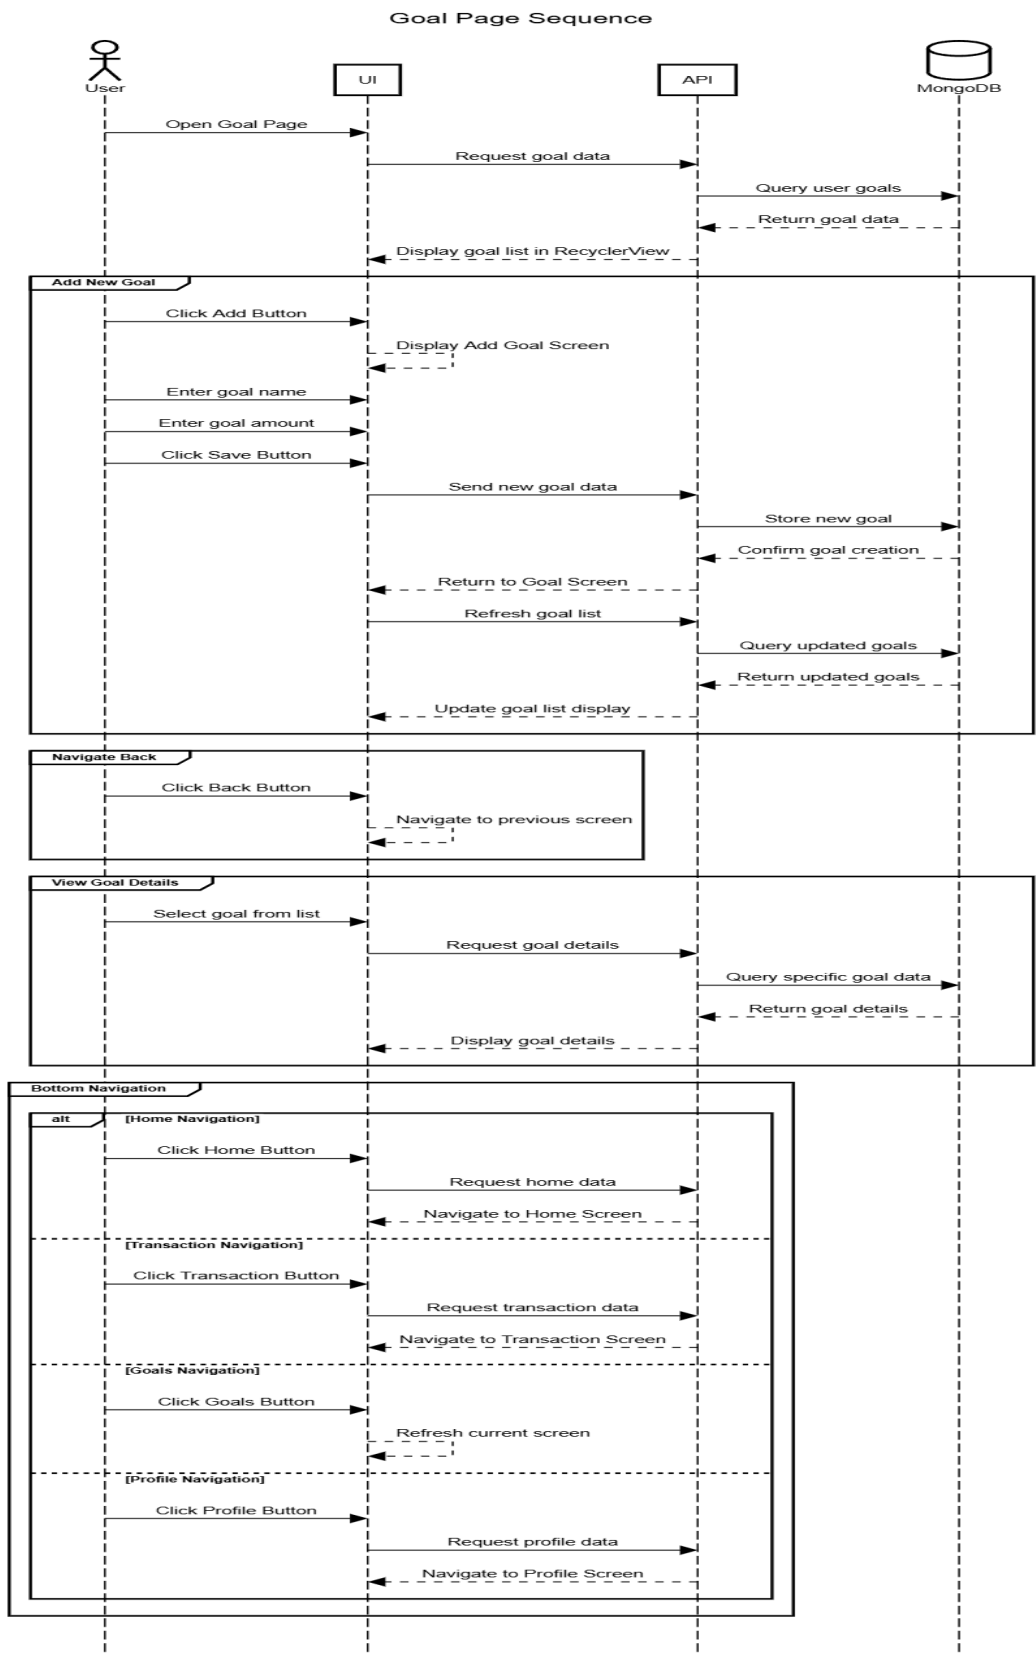 Goal Page Sequence
User
UI
API
MongoDB
Open Goal Page
Request goal data
Query user goals
Return goal data
Display goal list in RecyclerView
Add New Goal
Click Add Button
Display Add Goal Screen
Enter goal name
Enter goal amount
Click Save Button
Send new goal data
Store new goal
Confirm goal creation
Return to Goal Screen
Refresh goal list
Query updated goals
Return updated goals
Update goal list display
Navigate Back
Click Back Button
Navigate to previous screen
View Goal Details
Select goal from list
Request goal details
Query specific goal data
Return goal details
Display goal details
Bottom Navigation
alt
[Home Navigation]
Click Home Button
Request home data
Navigate to Home Screen
[Transaction Navigation]
Click Transaction Button
Request transaction data
Navigate to Transaction Screen
[Goals Navigation]
Click Goals Button
Refresh current screen
[Profile Navigation]
Click Profile Button
Request profile data
Navigate to Profile Screen